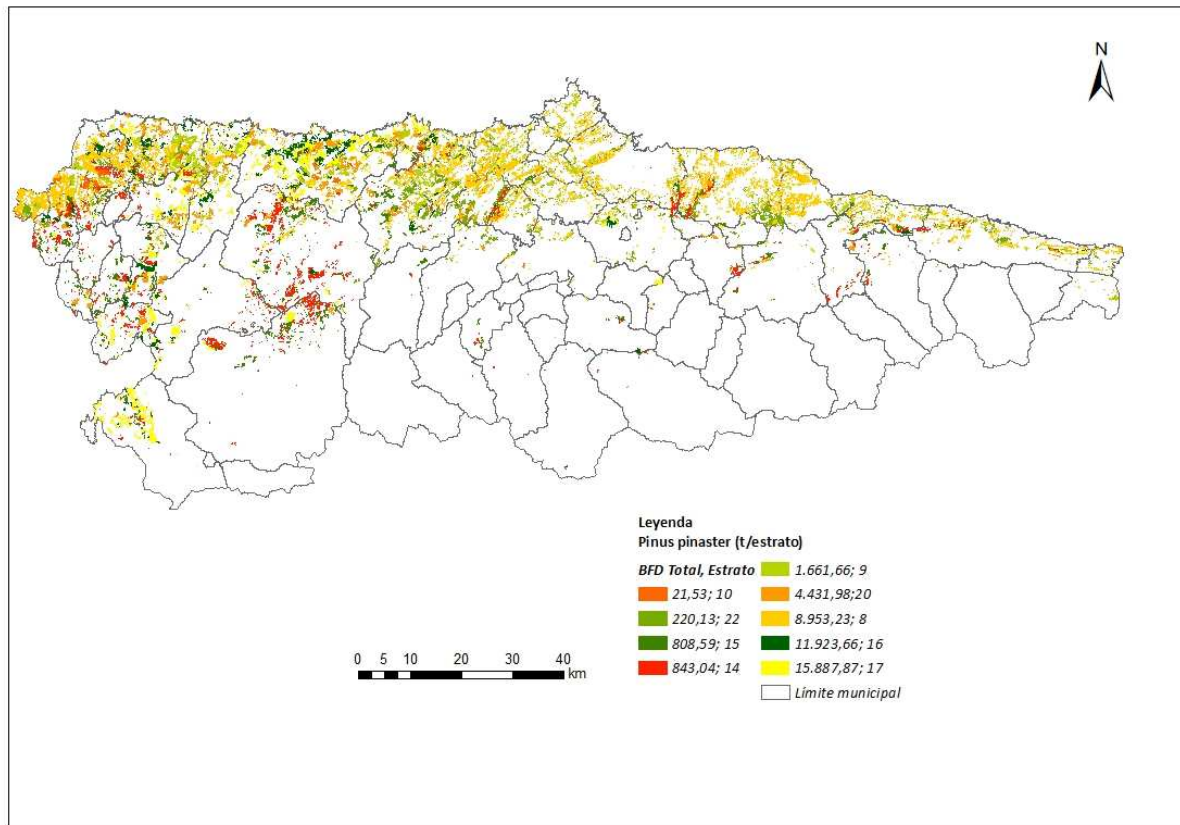 N
Leyenda
Pinus pinaster (t/estrato)
BFD Total, Estrato
21,53; 10
220,13; 22
808,59; 15
843,04; 14
1.661,66; 9
4.431,98;20
8.953,23; 8
11.923,66; 16
15.887,87; 17
Límite municipal
0 5 10 20 30 40
km